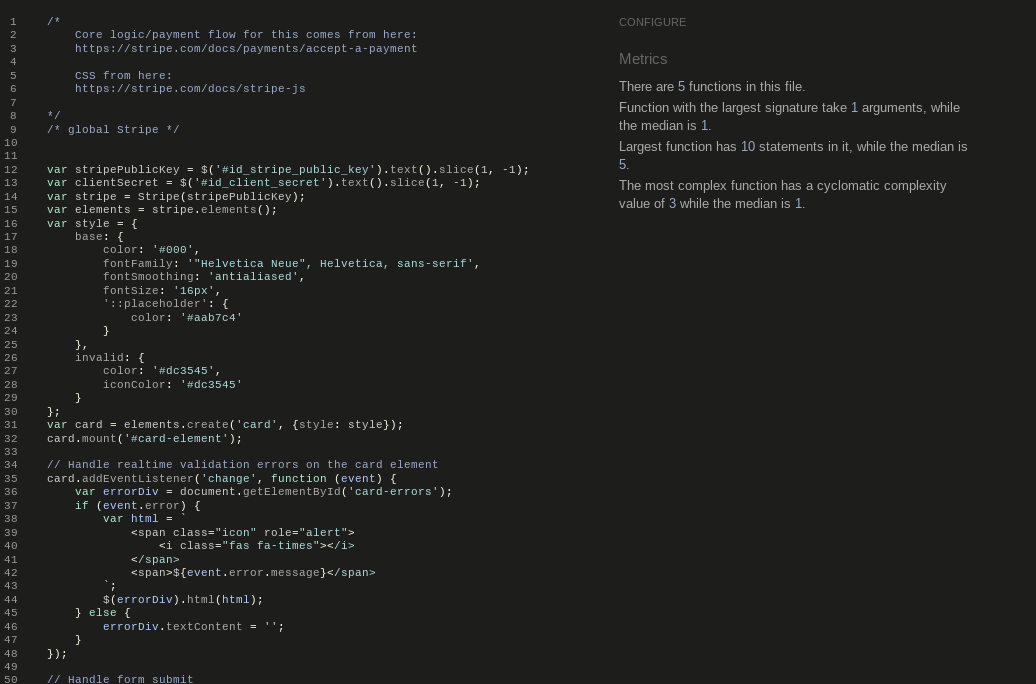 1 /*
2     Core logic/payment flow for this comes from here:
3     https://stripe.com/docs/payments/accept-a-payment
4
5     CSS from here:
6     https://stripe.com/docs/stripe-js
7
8 */
9 /* global Stripe */
10
11
12 var stripePublicKey = $('#id_stripe_public_key').text().slice(1, -1);
13 var clientSecret = $('#id_client_secret').text().slice(1, -1);
14 var stripe = Stripe(stripePublicKey);
15 var elements = stripe.elements();
16 var style = {
17     base: {
18         color: '#000',
19         fontFamily: '"Helvetica Neue", Helvetica, sans-serif',
20         fontSmoothing: 'antialiased',
21         fontSize: '16px',
22         '::placeholder': {
23             color: '#aab7c4'
24         }
25     },
26     invalid: {
27         color: '#dc3545',
28         iconColor: '#dc3545'
29     }
30 };
31 var card = elements.create('card', {style: style});
32 card.mount('#card-element');
33
34 // Handle realtime validation errors on the card element
35 card.addEventListener('change', function (event) {
36     var errorDiv = document.getElementById('card-errors');
37     if (event.error) {
38         var html = `
39             <span class="icon" role="alert">
40                 <i class="fas fa-times"></i>
41             </span>
42             <span>${event.error.message}</span>
43         `;
44         $(errorDiv).html(html);
45     } else {
46         errorDiv.textContent = '';
47     }
48 });
49
50 // Handle form submit
CONFIGURE
Metrics
There are 5 functions in this file.
Function with the largest signature take 1 arguments, while
the median is 1.
Largest function has 10 statements in it, while the median is
5.
The most complex function has a cyclomatic complexity
value of 3 while the median is 1.